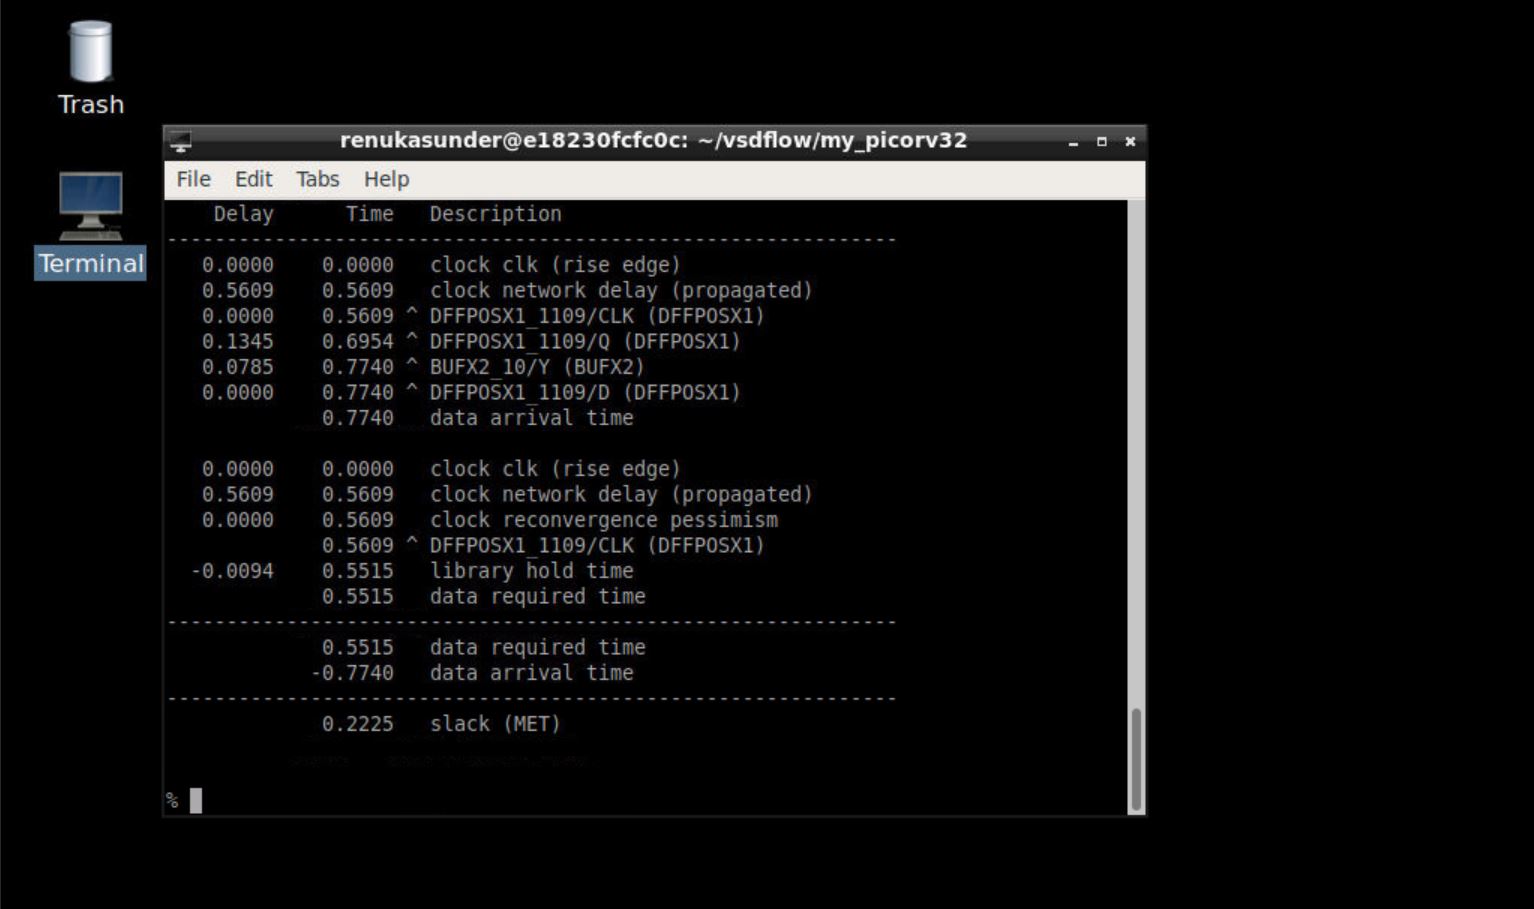 Trash
Terminal
renukasunder@e18230fcfc0c: ~/vsdflow/my_picorv32
File Edit Tabs Help
Delay Time Description
-------------------------------------------------------------
0.0000 0.0000 clock clk (rise edge)
0.5609 0.5609 clock network delay (propagated)
0.0000 0.5609 ^ DFFPOSX1_1109/CLK (DFFPOSX1)
0.1345 0.6954 ^ DFFPOSX1_1109/Q (DFFPOSX1)
0.0785 0.7740 ^ BUFX2_10/Y (BUFX2)
0.0000 0.7740 ^ DFFPOSX1_1109/D (DFFPOSX1)
0.7740 data arrival time
0.0000 0.0000 clock clk (rise edge)
0.5609 0.5609 clock network delay (propagated)
0.0000 0.5609 clock reconvergence pessimism
0.5609 ^ DFFPOSX1_1109/CLK (DFFPOSX1)
-0.0094 0.5515 library hold time
0.5515 data required time
-------------------------------------------------------------
0.5515 data required time
-0.7740 data arrival time
-------------------------------------------------------------
0.2225 slack (MET)
%